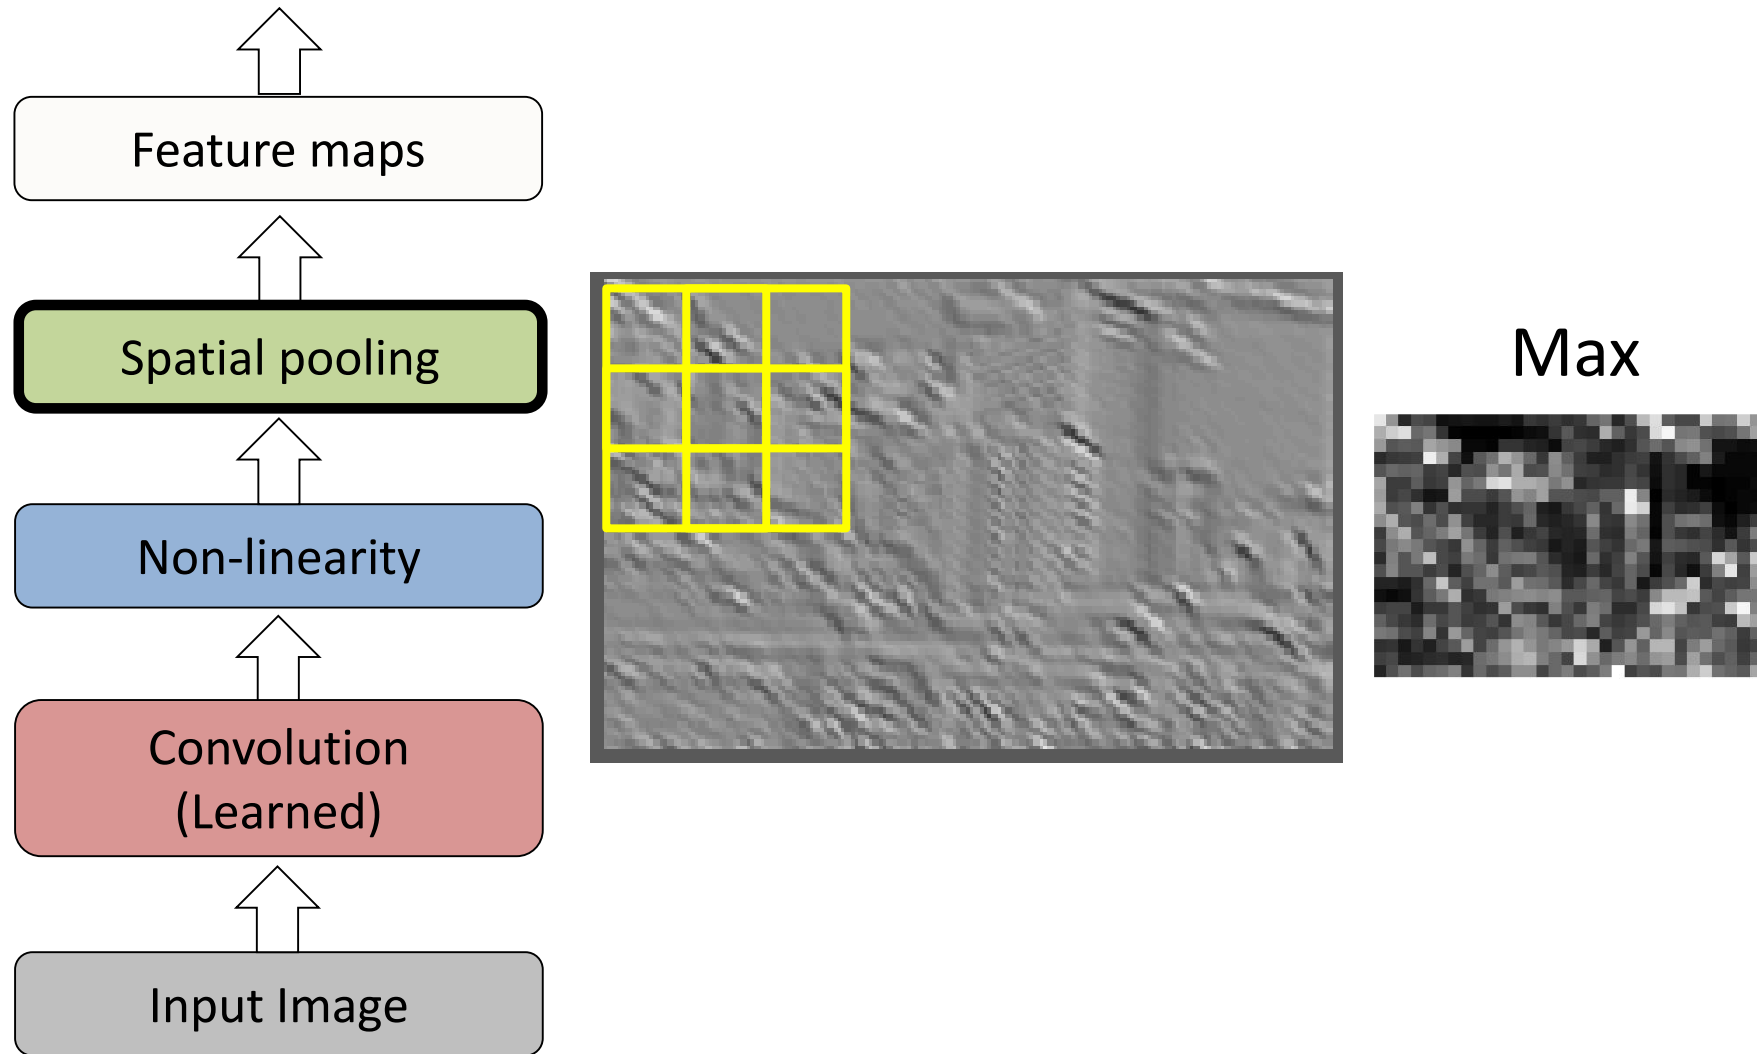 Feature maps
Spatial pooling
Max
Non-linearity
Convolution
(Learned)
Input Image